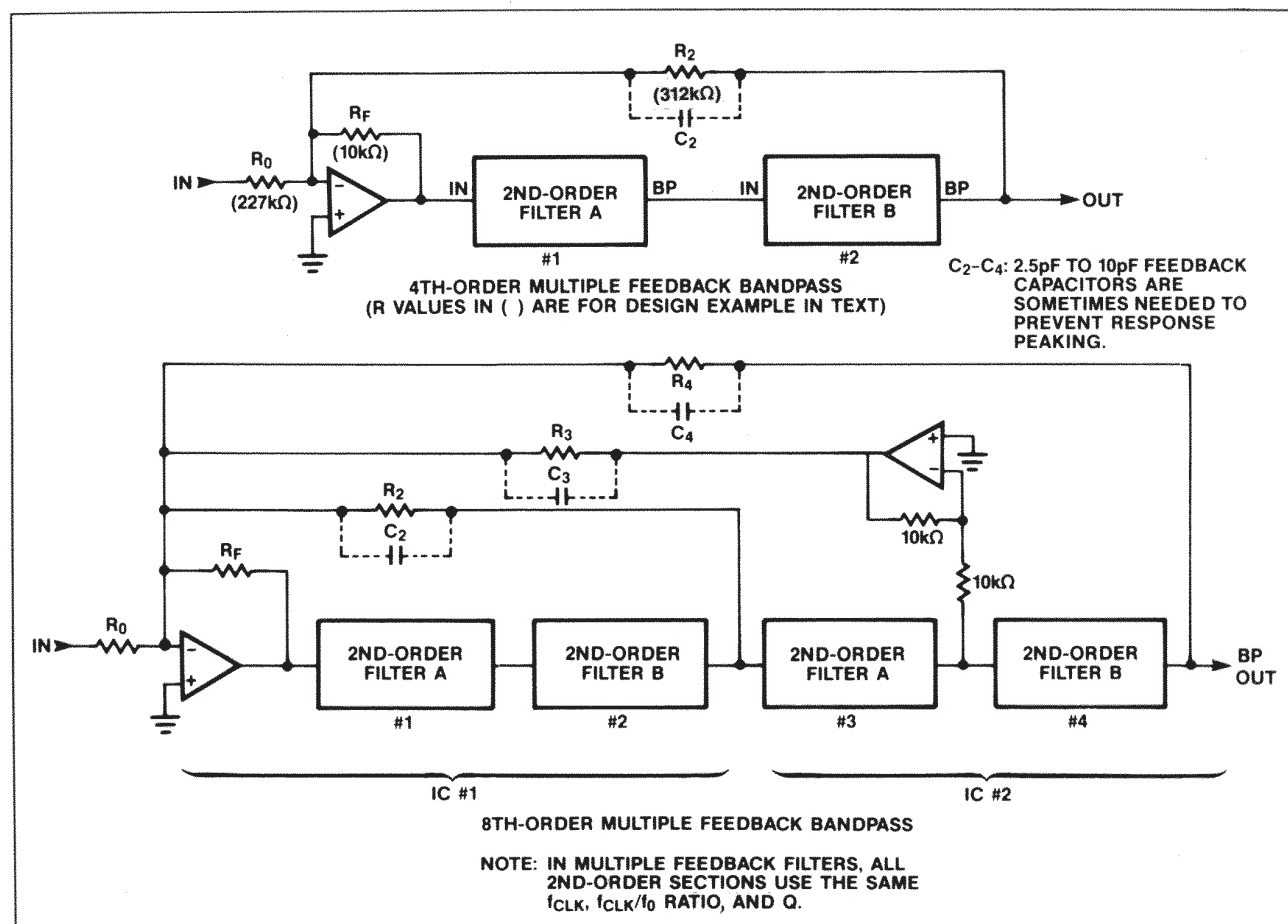 R2
(312kΩ)
C2
RF
(10kΩ)
R0
IN
(227kΩ)
−
+
IN
2ND-ORDER
FILTER A
BP
#1
IN
2ND-ORDER
FILTER B
BP
#2
OUT
4TH-ORDER MULTIPLE FEEDBACK BANDPASS
(R VALUES IN ( ) ARE FOR DESIGN EXAMPLE IN TEXT)
C2–C4: 2.5pF TO 10pF FEEDBACK
CAPACITORS ARE
SOMETIMES NEEDED TO
PREVENT RESPONSE
PEAKING.
R4
C4
R3
C3
+
−
R2
C2
10kΩ
10kΩ
RF
R0
IN
−
+
2ND-ORDER
FILTER A
#1
2ND-ORDER
FILTER B
#2
2ND-ORDER
FILTER A
#3
2ND-ORDER
FILTER B
#4
BP
OUT
IC #1
IC #2
8TH-ORDER MULTIPLE FEEDBACK BANDPASS
NOTE: IN MULTIPLE FEEDBACK FILTERS, ALL
2ND-ORDER SECTIONS USE THE SAME
fCLK, fCLK/f0 RATIO, AND Q.